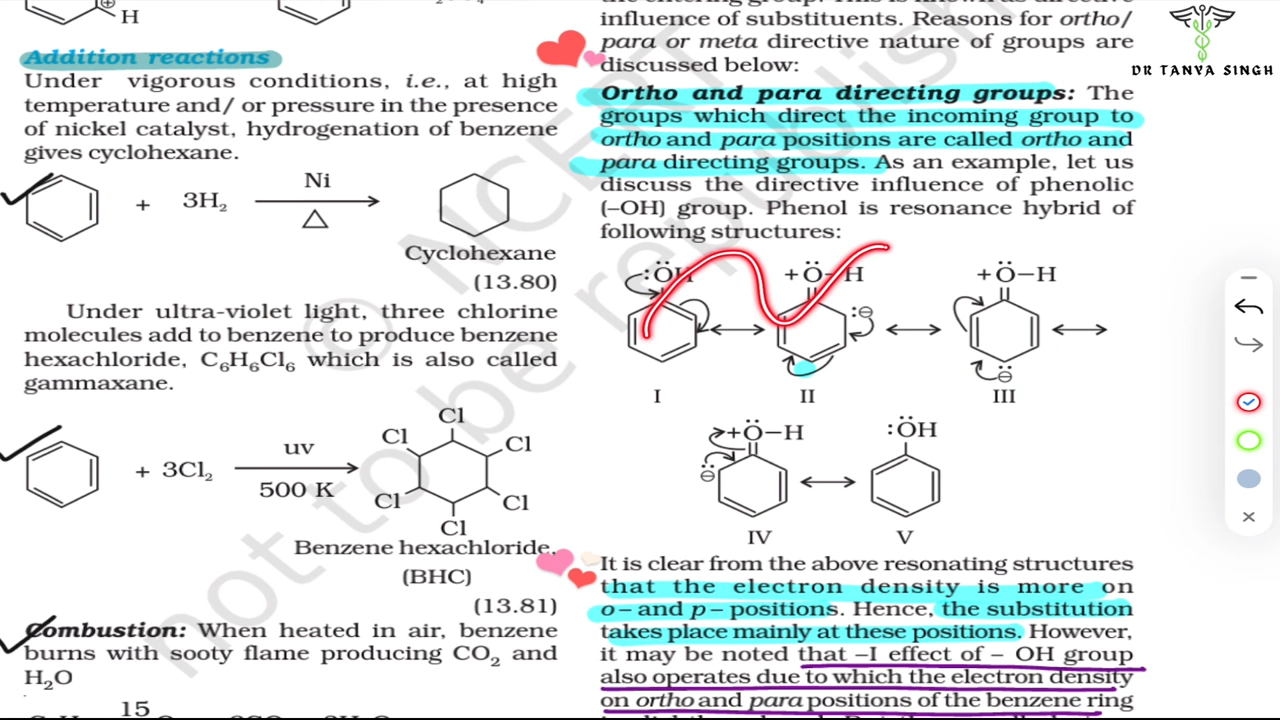 H
Addition reactions
Under vigorous conditions, i.e., at high
temperature and/ or pressure in the presence
of nickel catalyst, hydrogenation of benzene
gives cyclohexane.
+ 3H₂ Ni △
Cyclohexane
(13.80)
Under ultra-violet light, three chlorine
molecules add to benzene to produce benzene
hexachloride, C₆H₆Cl₆ which is also called
gammaxane.
+ 3Cl₂ uv 500 K
Cl Cl Cl Cl Cl Cl
Benzene hexachloride,
(BHC)
(13.81)
Combustion: When heated in air, benzene
burns with sooty flame producing CO₂ and
H₂O
15
influence of substituents. Reasons for ortho/
para or meta directive nature of groups are
discussed below:
Ortho and para directing groups: The
groups which direct the incoming group to
ortho and para positions are called ortho and
para directing groups. As an example, let us
discuss the directive influence of phenolic
(–OH) group. Phenol is resonance hybrid of
following structures:
:ÖH +Ö–H +Ö–H
I II III
+Ö–H :ÖH
IV V
It is clear from the above resonating structures
that the electron density is more on
o– and p– positions. Hence, the substitution
takes place mainly at these positions. However,
it may be noted that –I effect of – OH group
also operates due to which the electron density
on ortho and para positions of the benzene ring
DR TANYA SINGH
© NCERT
not to be republish